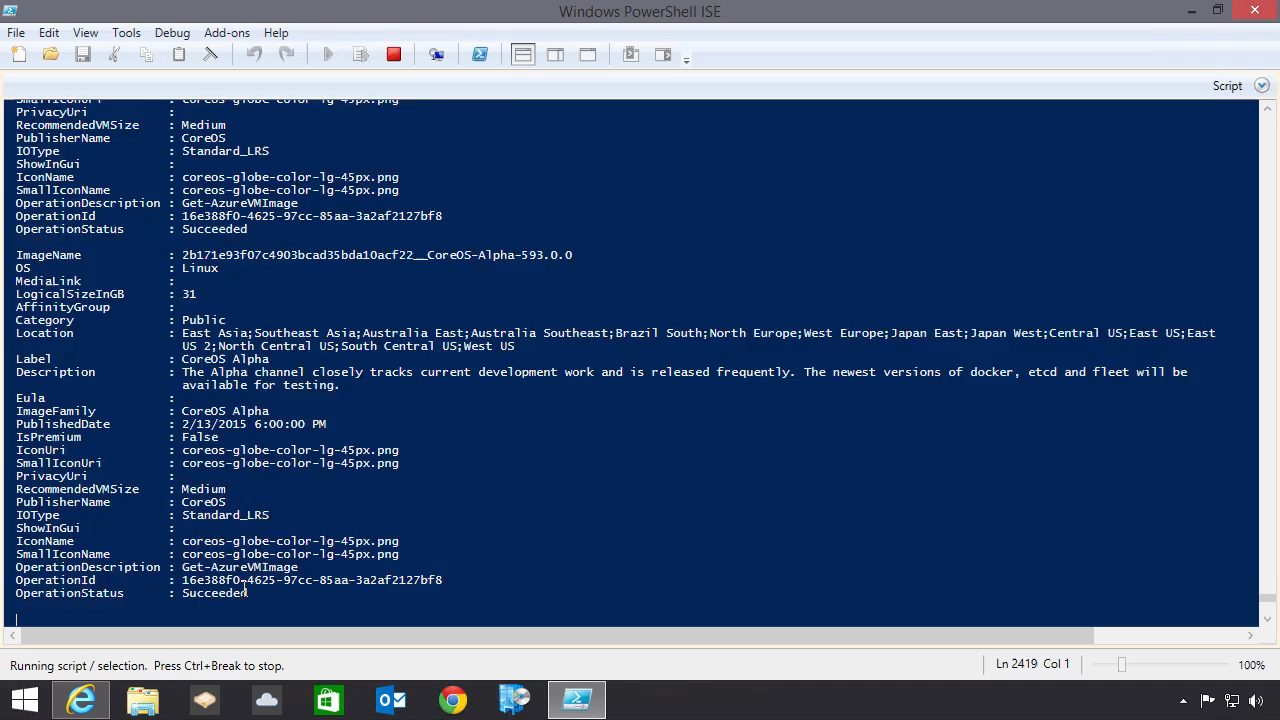 Windows PowerShell ISE
File Edit View Tools Debug Add-ons Help
Script
SmallIconUri : coreos-globe-color-lg-45px.png
PrivacyUri :
RecommendedVMSize : Medium
PublisherName : CoreOS
IOType : Standard_LRS
ShowInGui :
IconName : coreos-globe-color-lg-45px.png
SmallIconName : coreos-globe-color-lg-45px.png
OperationDescription : Get-AzureVMImage
OperationId : 16e388f0-4625-97cc-85aa-3a2af2127bf8
OperationStatus : Succeeded
ImageName : 2b171e93f07c4903bcad35bda10acf22__CoreOS-Alpha-593.0.0
OS : Linux
MediaLink :
LogicalSizeInGB : 31
AffinityGroup :
Category : Public
Location : East Asia;Southeast Asia;Australia East;Australia Southeast;Brazil South;North Europe;West Europe;Japan East;Japan West;Central US;East US;East
US 2;North Central US;South Central US;West US
Label : CoreOS Alpha
Description : The Alpha channel closely tracks current development work and is released frequently. The newest versions of docker, etcd and fleet will be
available for testing.
Eula :
ImageFamily : CoreOS Alpha
PublishedDate : 2/13/2015 6:00:00 PM
IsPremium : False
IconUri : coreos-globe-color-lg-45px.png
SmallIconUri : coreos-globe-color-lg-45px.png
PrivacyUri :
RecommendedVMSize : Medium
PublisherName : CoreOS
IOType : Standard_LRS
ShowInGui :
IconName : coreos-globe-color-lg-45px.png
SmallIconName : coreos-globe-color-lg-45px.png
OperationDescription : Get-AzureVMImage
OperationId : 16e388f0-4625-97cc-85aa-3a2af2127bf8
OperationStatus : Succeeded
Running script / selection. Press Ctrl+Break to stop. Ln 2419 Col 1 100%